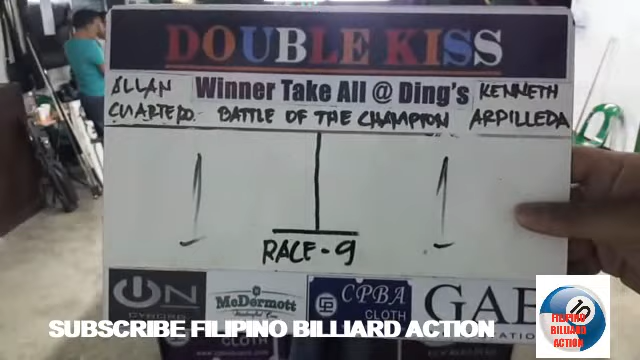 DOUBLE KISS
ALLAN CUARTERO
Winner Take All @ Ding's
KENNETH ARPILLEDA
BATTLE OF THE CHAMPION
1 1
RACE-9
ON
McDermott
CPBA
CLOTH
GAB
SUBSCRIBE FILIPINO BILLIARD ACTION
FILIPINO
BILLIARD
ACTION